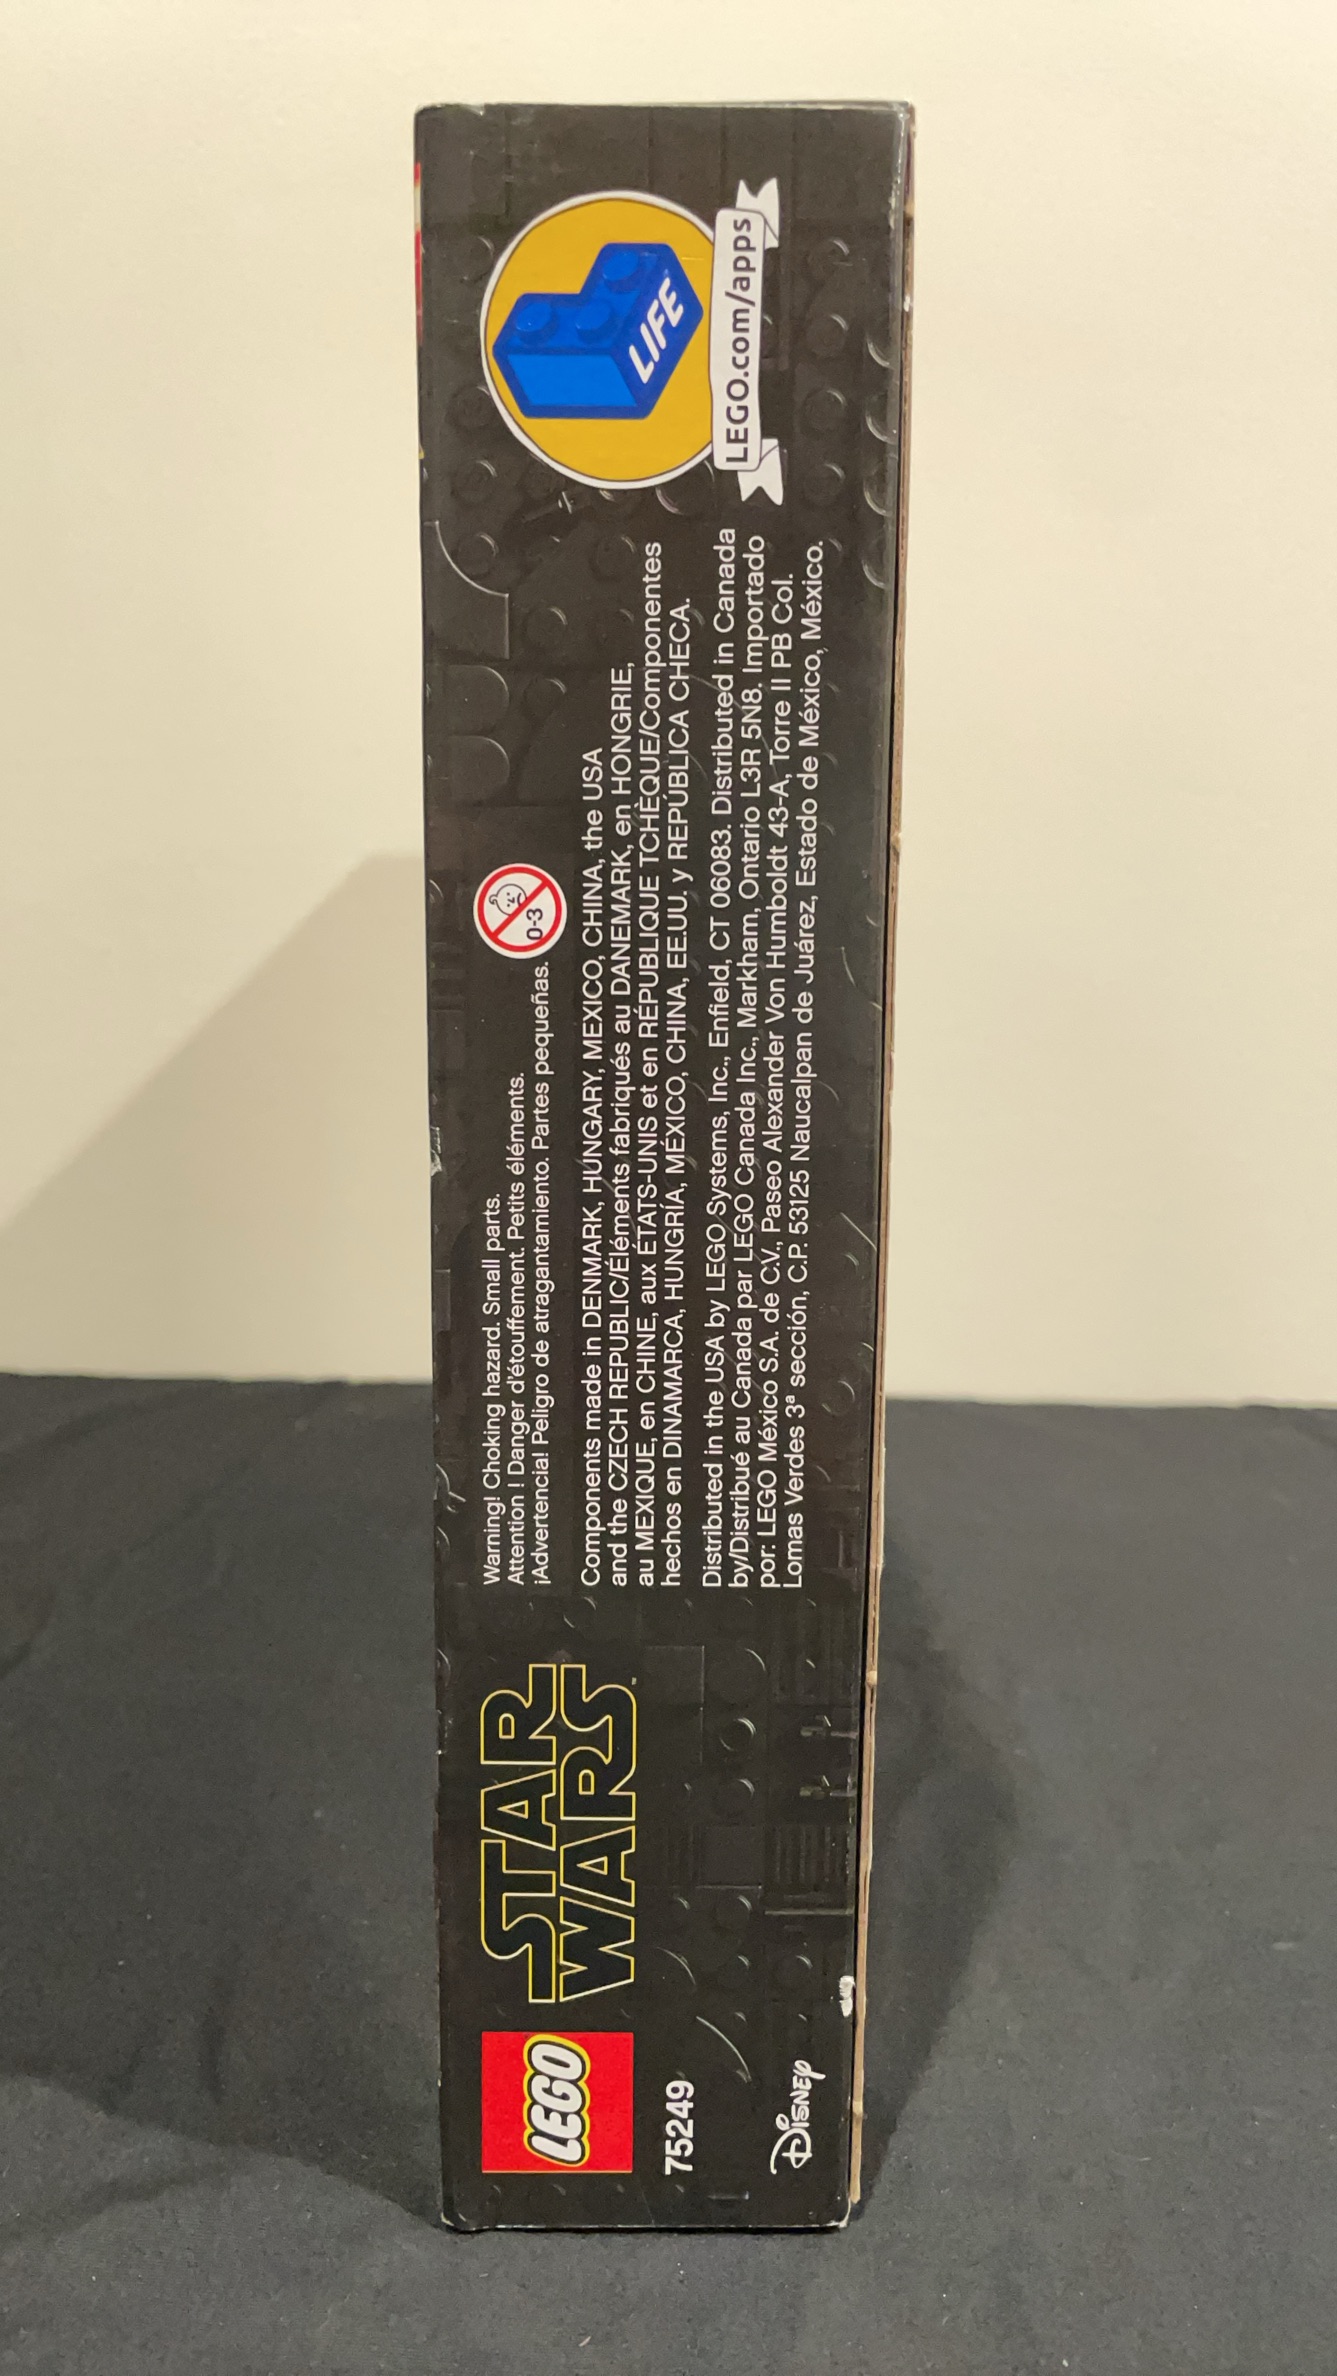 LEGO
STAR
WARS™
75249
Disney
Warning! Choking hazard. Small parts.
Attention ! Danger d'étouffement. Petits éléments.
¡Advertencia! Peligro de atragantamiento. Partes pequeñas.
0-3
Components made in DENMARK, HUNGARY, MEXICO, CHINA, the USA
and the CZECH REPUBLIC/Éléments fabriqués au DANEMARK, en HONGRIE,
au MEXIQUE, en CHINE, aux ÉTATS-UNIS et en RÉPUBLIQUE TCHÈQUE/Componentes
hechos en DINAMARCA, HUNGRÍA, MÉXICO, CHINA, EE.UU. y REPÚBLICA CHECA.
Distributed in the USA by LEGO Systems, Inc., Enfield, CT 06083. Distributed in Canada
by/Distribué au Canada par LEGO Canada Inc., Markham, Ontario L3R 5N8. Importado
por: LEGO México S.A. de C.V., Paseo Alexander Von Humboldt 43-A, Torre II PB Col.
Lomas Verdes 3ª sección, C.P. 53125 Naucalpan de Juárez, Estado de México, México.
LIFE
LEGO.com/apps